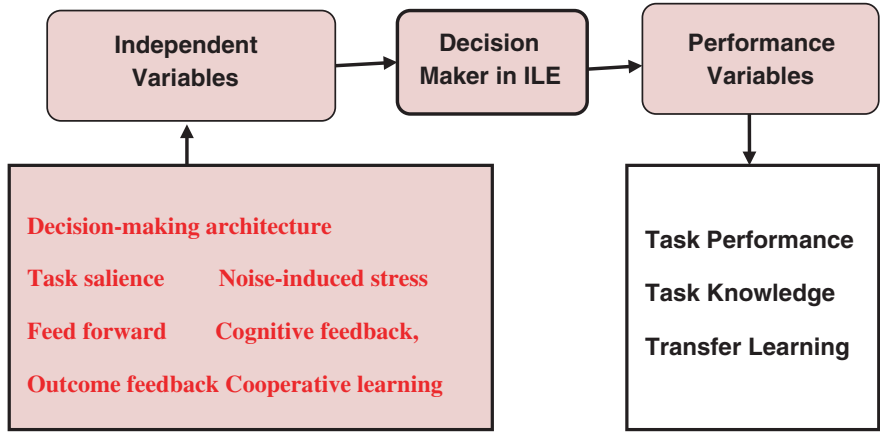 Independent
Variables
Decision
Maker in ILE
Performance
Variables
Decision-making architecture
Task salience Noise-induced stress
Feed forward Cognitive feedback,
Outcome feedback Cooperative learning
Task Performance
Task Knowledge
Transfer Learning